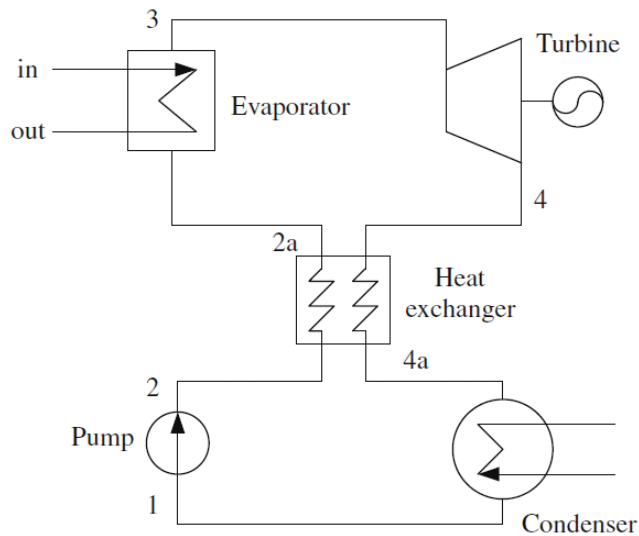 3
Turbine
in
Evaporator
out
4
2a
Heat
exchanger
4a
2
Pump
1
Condenser